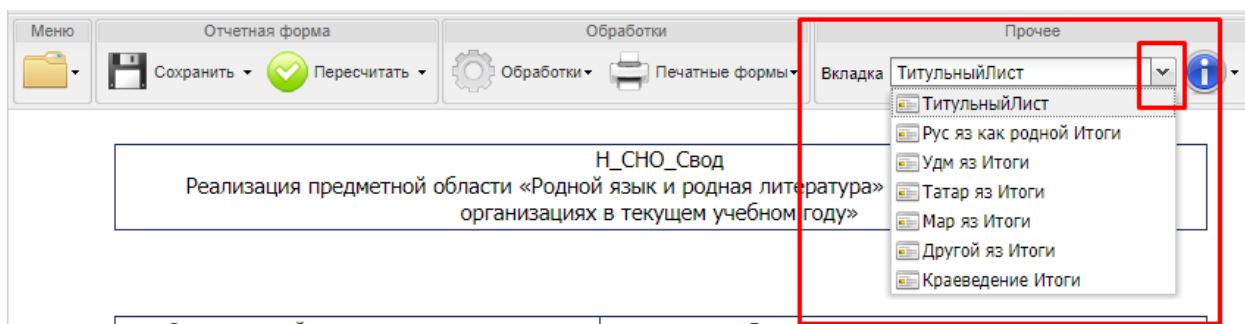 Меню
Отчетная форма
Обработки
Прочее
Сохранить
Пересчитать
Обработки
Печатные формы
Вкладка
ТитульныйЛист
ТитульныйЛист
Рус яз как родной Итоги
Удм яз Итоги
Татар яз Итоги
Мар яз Итоги
Другой яз Итоги
Краеведение Итоги
Н_СНО_Свод
Реализация предметной области «Родной язык и родная литература»
организациях в текущем учебном году»